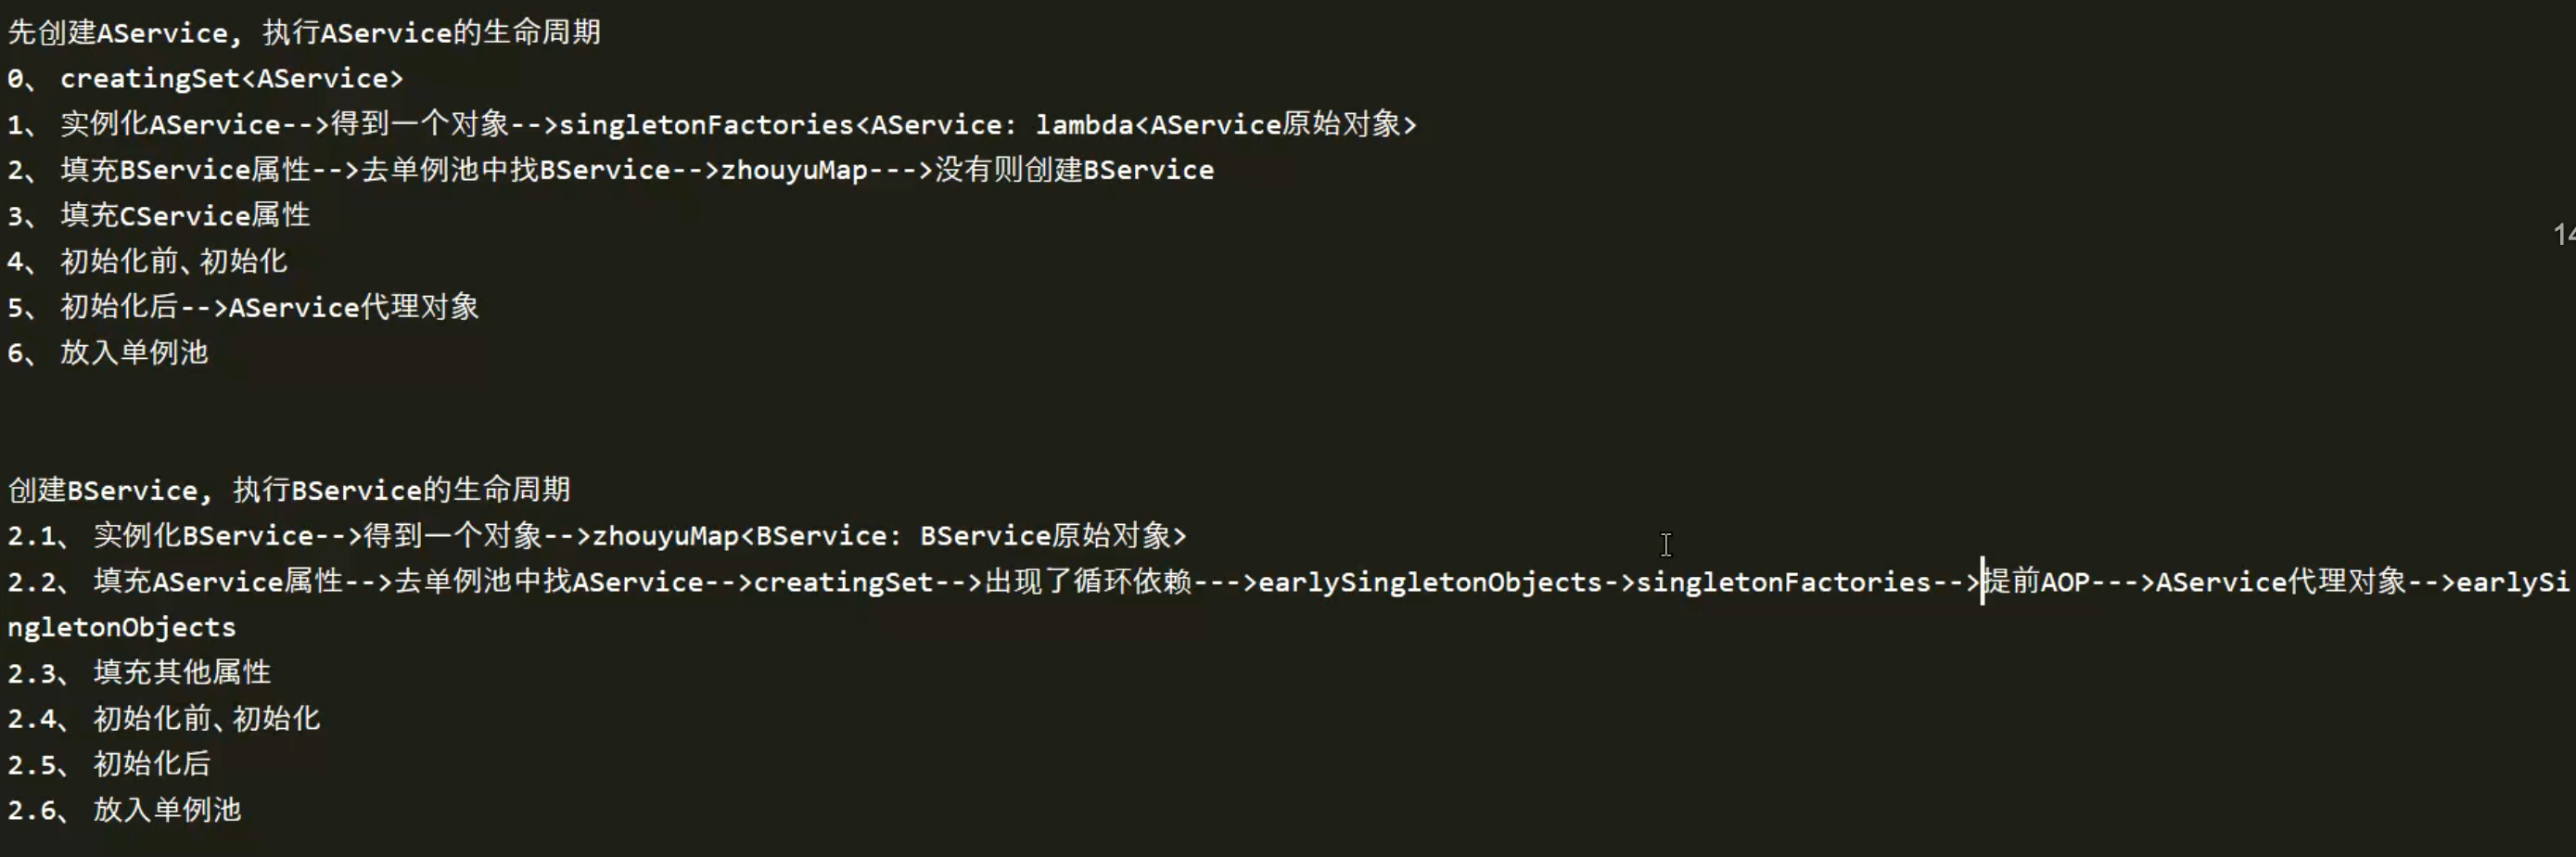 先创建AService, 执行AService的生命周期
0、 creatingSet<AService>
1、 实例化AService-->得到一个对象-->singletonFactories<AService: lambda<AService原始对象>
2、 填充BService属性-->去单例池中找BService-->zhouyuMap--->没有则创建BService
3、 填充CService属性
14
4、 初始化前、初始化
5、 初始化后-->AService代理对象
6、 放入单例池
创建BService, 执行BService的生命周期
2.1、 实例化BService-->得到一个对象-->zhouyuMap<BService: BService原始对象>
2.2、 填充AService属性-->去单例池中找AService-->creatingSet-->出现了循环依赖--->earlySingletonObjects->singletonFactories-->提前AOP--->AService代理对象-->earlySi
ngletonObjects
2.3、 填充其他属性
2.4、 初始化前、初始化
2.5、 初始化后
2.6、 放入单例池